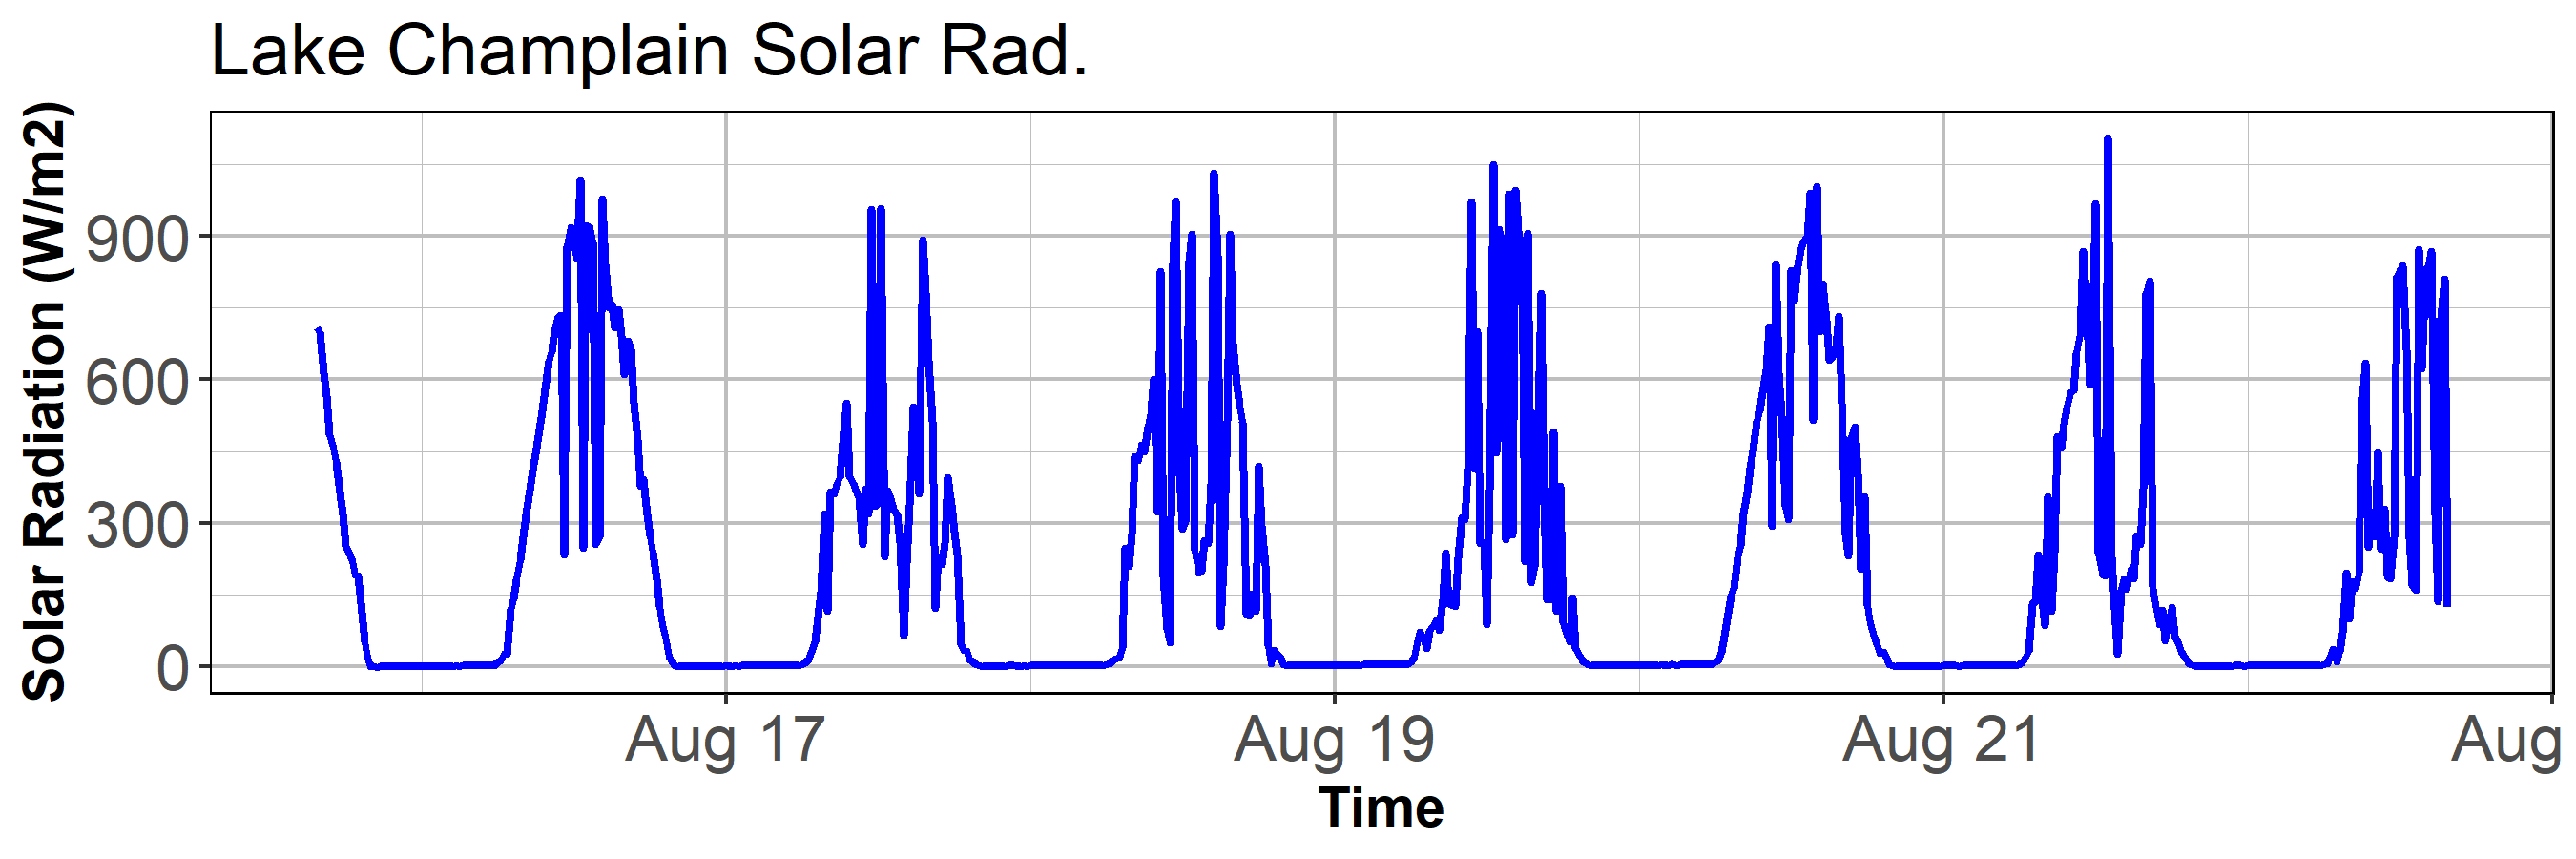 Lake Champlain Solar Rad.
Solar Radiation (W/m2)
900
600
300
0
Aug 17 Aug 19 Aug 21 Aug
Time